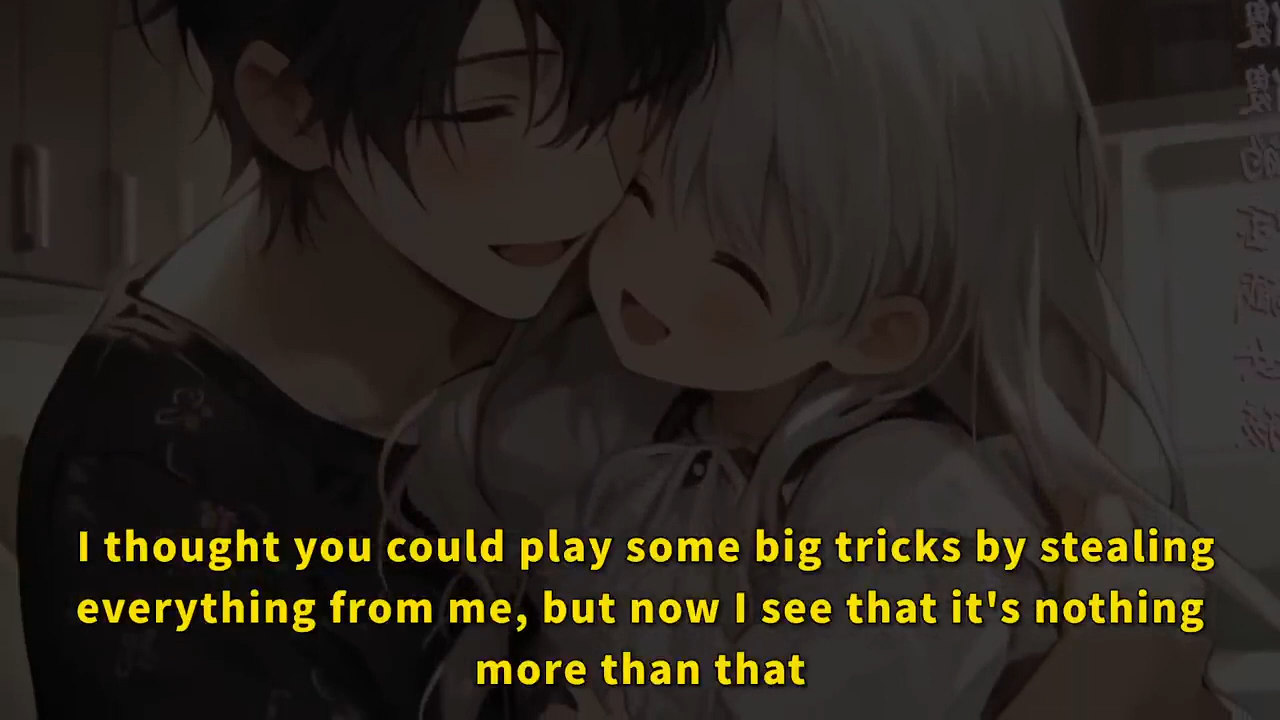 I thought you could play some big tricks by stealing
everything from me, but now I see that it's nothing
more than that